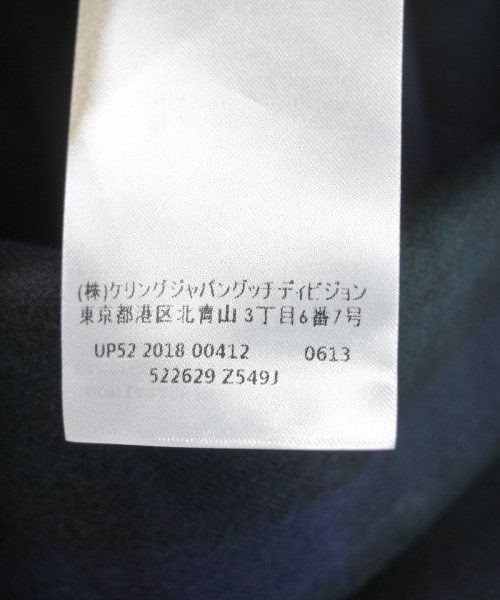 (株)ケリングジャパングッチディビジョン
東京都港区北青山3丁目6番7号
UP52 2018 00412 0613
522629 Z549J